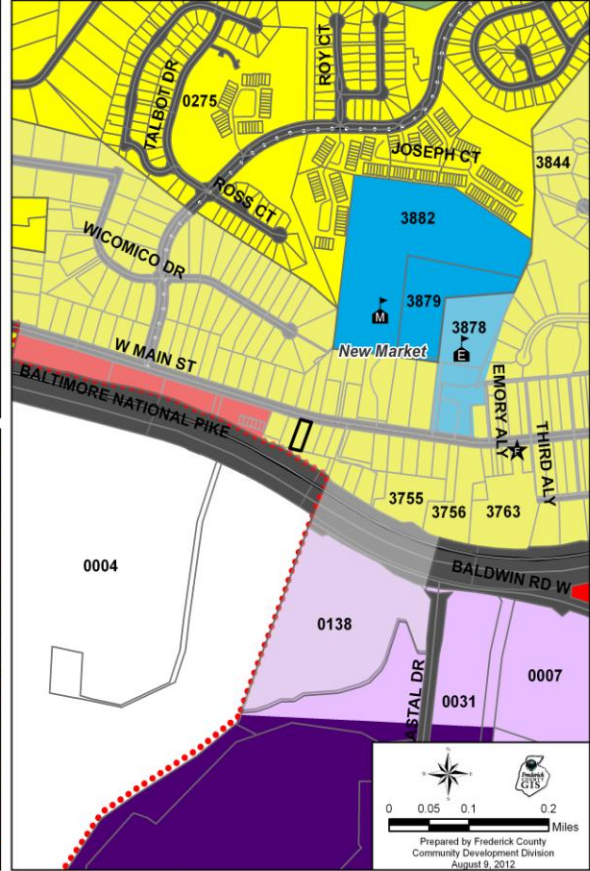 TALBOT DR
0275
ROY CT
JOSEPH CT
3844
ROSS CT
3882
WICOMICO DR
3879
M
3878
E
New Market
W MAIN ST
BALTIMORE NATIONAL PIKE
EMORY ALY
THIRD ALY
F
3755
3756
3763
0004
BALDWIN RD W
0138
ASTAL DR
0031
0007
Frederick
COUNTY
GIS
0 0.05 0.1 0.2
Miles
Prepared by Frederick County
Community Development Division
August 9, 2012